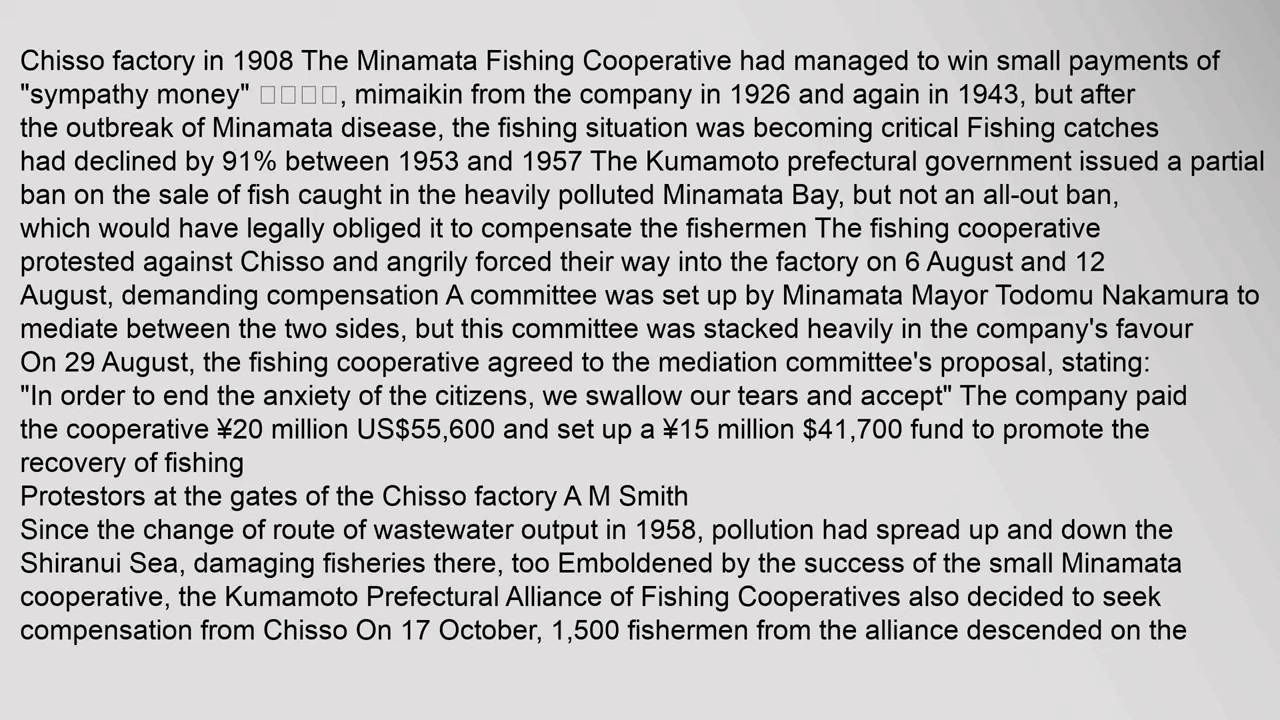 Chisso factory in 1908 The Minamata Fishing Cooperative had managed to win small payments of
"sympathy money" □□□□, mimaikin from the company in 1926 and again in 1943, but after
the outbreak of Minamata disease, the fishing situation was becoming critical Fishing catches
had declined by 91% between 1953 and 1957 The Kumamoto prefectural government issued a partial
ban on the sale of fish caught in the heavily polluted Minamata Bay, but not an all-out ban,
which would have legally obliged it to compensate the fishermen The fishing cooperative
protested against Chisso and angrily forced their way into the factory on 6 August and 12
August, demanding compensation A committee was set up by Minamata Mayor Todomu Nakamura to
mediate between the two sides, but this committee was stacked heavily in the company's favour
On 29 August, the fishing cooperative agreed to the mediation committee's proposal, stating:
"In order to end the anxiety of the citizens, we swallow our tears and accept" The company paid
the cooperative ¥20 million US$55,600 and set up a ¥15 million $41,700 fund to promote the
recovery of fishing
Protestors at the gates of the Chisso factory A M Smith
Since the change of route of wastewater output in 1958, pollution had spread up and down the
Shiranui Sea, damaging fisheries there, too Emboldened by the success of the small Minamata
cooperative, the Kumamoto Prefectural Alliance of Fishing Cooperatives also decided to seek
compensation from Chisso On 17 October, 1,500 fishermen from the alliance descended on the